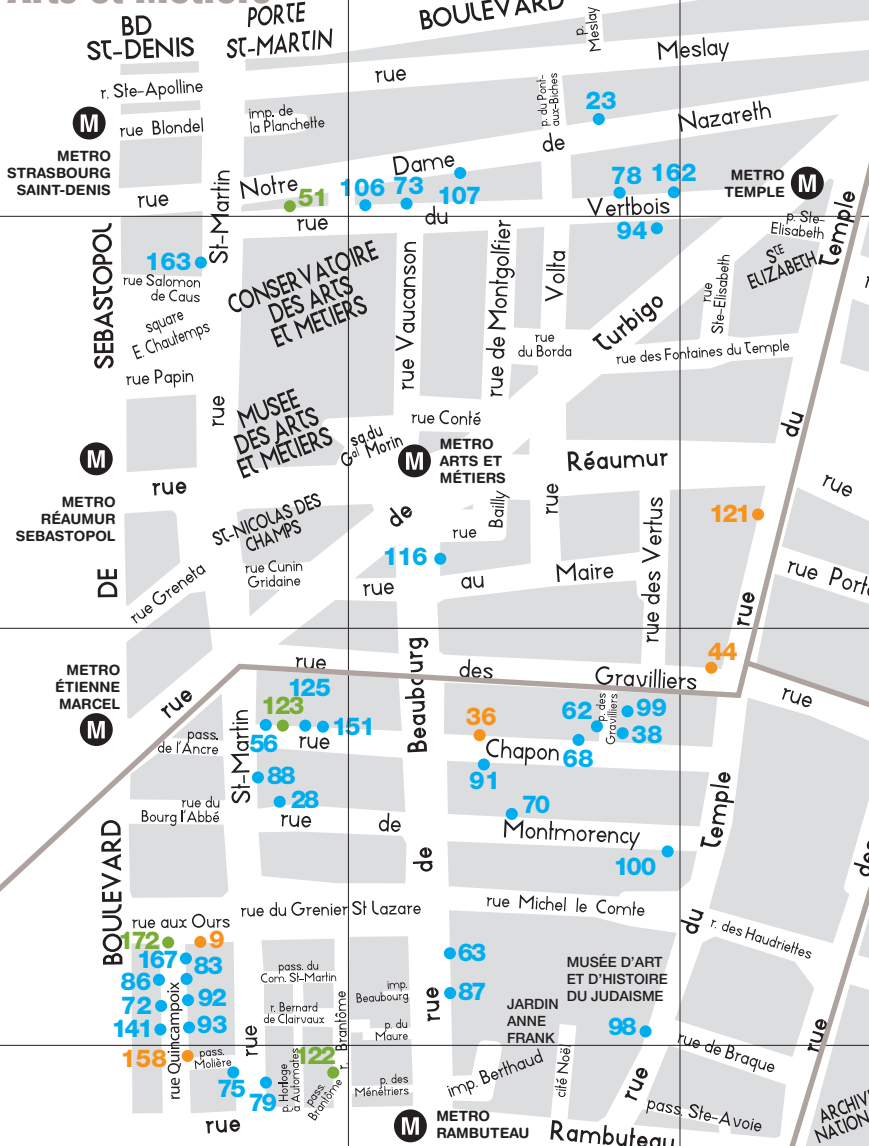 Arts et Métiers
BD
ST-DENIS
PORTE
ST-MARTIN
BOULEVARD
p.
Meslay
Meslay
rue
r. Ste-Apolline
imp. de
la Planchette
p. du Pont-
aux-Biches
23
Nazareth
M
rue Blondel
METRO
STRASBOURG
SAINT-DENIS
de
Dame
Notre
rue
St-Martin
51
106
73
107
78
162
METRO
TEMPLE
M
Vertbois
du
rue
94
p. Ste-
Elisabeth
STE
ELIZABETH
Temple
163
rue Salomon
de Caus
SEBASTOPOL
square
E. Chautemps
CONSERVATOIRE
DES ARTS
ET METIERS
rue Vaucanson
rue de Montgolfier
Volta
rue
Ste-Elisabeth
Turbigo
rue
du Borda
rue des Fontaines du Temple
rue Papin
rue
MUSEE
DES ARTS
ET METIERS
sq.du
Gal Morin
rue Conté
du
M
METRO
ARTS ET
MÉTIERS
Réaumur
M
METRO
RÉAUMUR
SEBASTOPOL
rue
rue
ST-NICOLAS DES
CHAMPS
de
rue
Bailly
rue
rue des Vertus
121
DE
rue Greneta
rue Cunin
Gridaine
116
rue
au
Maire
rue Porte
rue
44
METRO
ÉTIENNE
MARCEL
M
rue
rue
des
Gravilliers
rue
Beaubourg
125
123
56
151
rue
36
62
p. des
Gravilliers
99
38
68
Chapon
91
pass.
de l'Ancre
St-Martin
88
28
rue du
Bourg l'Abbé
rue
de
70
Montmorency
100
Temple
de
des
BOULEVARD
rue aux Ours
rue du Grenier St Lazare
rue Michel le Comte
du
r. des Haudriettes
172
9
167
83
86
72
92
141
93
158
rue Quincampoix
pass.
Molière
rue
pass. du
Com. St-Martin
r. Bernard
de Clairvaux
r. Brantôme
imp.
Beaubourg
p. du
Maure
rue
63
87
MUSÉE D'ART
ET D'HISTOIRE
DU JUDAISME
JARDIN
ANNE
FRANK
98
rue de Braque
rue
75
79
p. Horloge
à Automates
122
pass.
Brantôme
p. des
Ménétriers
imp. Berthaud
cité Noël
rue
pass. Ste-Avoie
ARCHIV
NATION
rue
M
METRO
RAMBUTEAU
Rambuteau